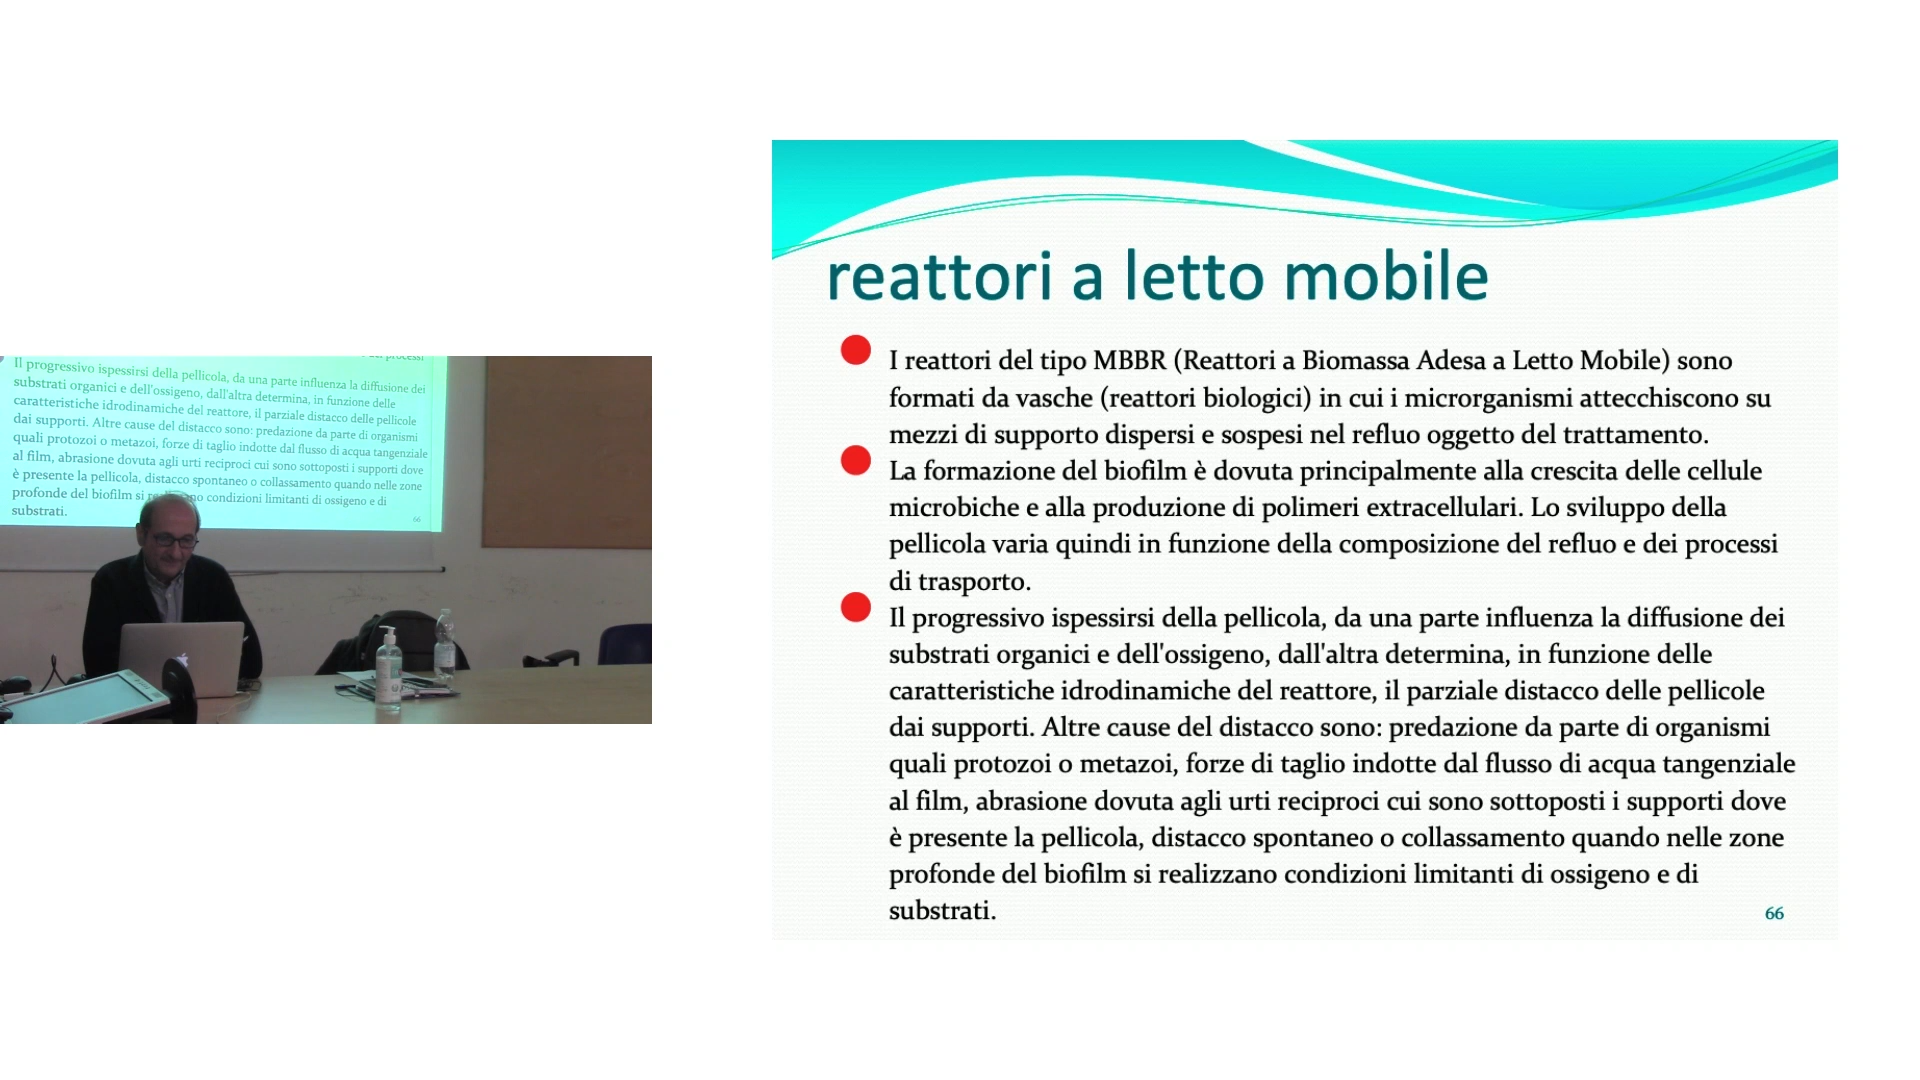 Il progressivo ispessirsi della pellicola, da una parte influenza la diffusione dei
substrati organici e dell'ossigeno, dall'altra determina, in funzione delle
caratteristiche idrodinamiche del reattore, il parziale distacco delle pellicole
dai supporti. Altre cause del distacco sono: predazione da parte di organismi
quali protozoi o metazoi, forze di taglio indotte dal flusso di acqua tangenziale
al film, abrasione dovuta agli urti reciproci cui sono sottoposti i supporti dove
è presente la pellicola, distacco spontaneo o collassamento quando nelle zone
profonde del biofilm si condizioni limitanti di ossigeno e di
substrati.
66
reattori a letto mobile
I reattori del tipo MBBR (Reattori a Biomassa Adesa a Letto Mobile) sono
formati da vasche (reattori biologici) in cui i microrganismi attecchiscono su
mezzi di supporto dispersi e sospesi nel refluo oggetto del trattamento.
La formazione del biofilm è dovuta principalmente alla crescita delle cellule
microbiche e alla produzione di polimeri extracellulari. Lo sviluppo della
pellicola varia quindi in funzione della composizione del refluo e dei processi
di trasporto.
Il progressivo ispessirsi della pellicola, da una parte influenza la diffusione dei
substrati organici e dell'ossigeno, dall'altra determina, in funzione delle
caratteristiche idrodinamiche del reattore, il parziale distacco delle pellicole
dai supporti. Altre cause del distacco sono: predazione da parte di organismi
quali protozoi o metazoi, forze di taglio indotte dal flusso di acqua tangenziale
al film, abrasione dovuta agli urti reciproci cui sono sottoposti i supporti dove
è presente la pellicola, distacco spontaneo o collassamento quando nelle zone
profonde del biofilm si realizzano condizioni limitanti di ossigeno e di
substrati.
66